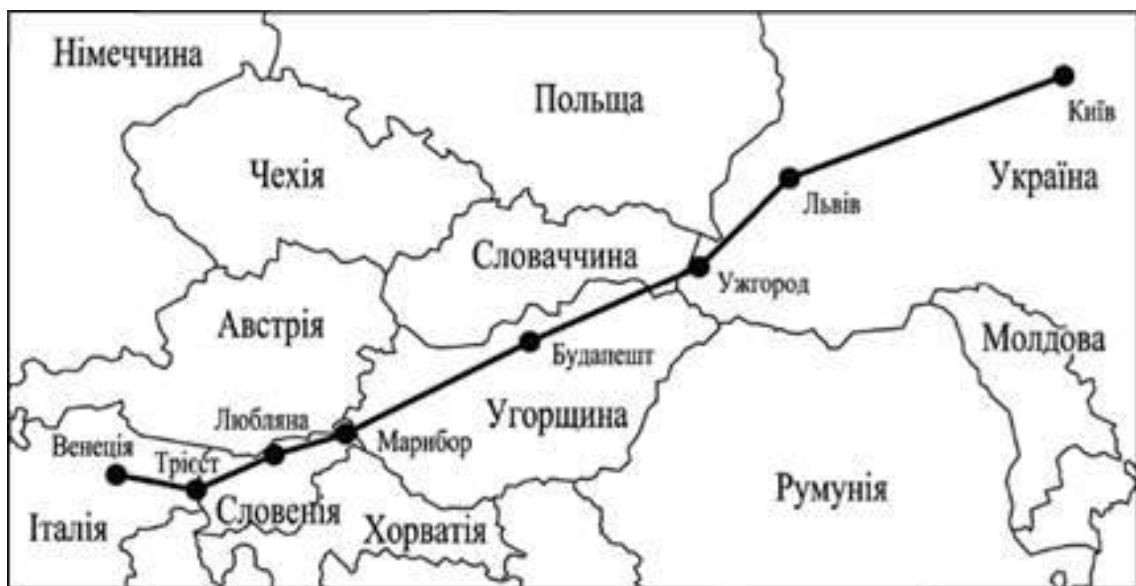 Німеччина
Польща
Київ
Чехія
Україна
Львів
Словаччина
Ужгород
Австрія
Молдова
Будапешт
Угорщина
Любляна
Марибор
Венеція
Трієст
Румунія
Словенія
Італія
Хорватія